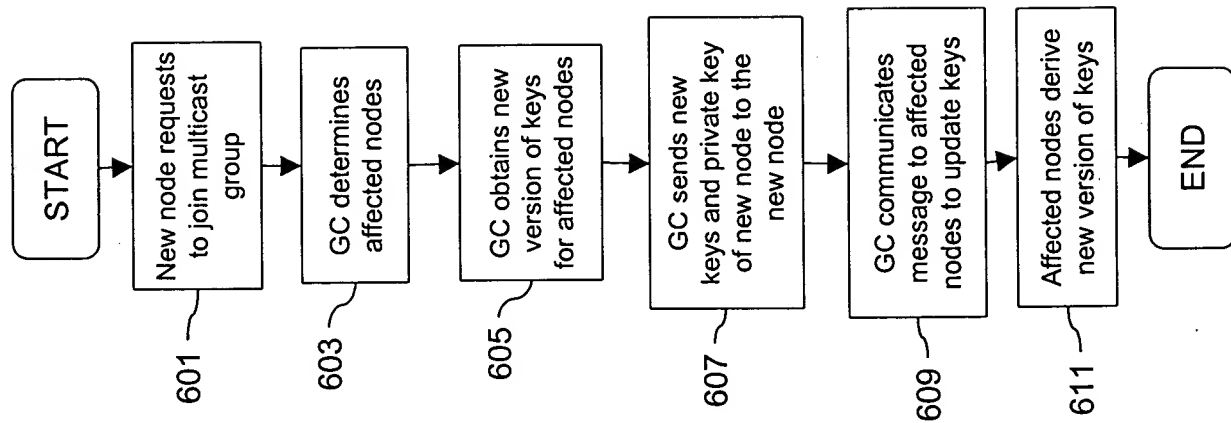 START
601
New node requests
to join multicast
group
603
GC determines
affected nodes
605
GC obtains new
version of keys
for affected nodes
607
GC sends new
keys and private key
of new node to the
new node
609
GC communicates
message to affected
nodes to update keys
611
Affected nodes derive
new version of keys
END